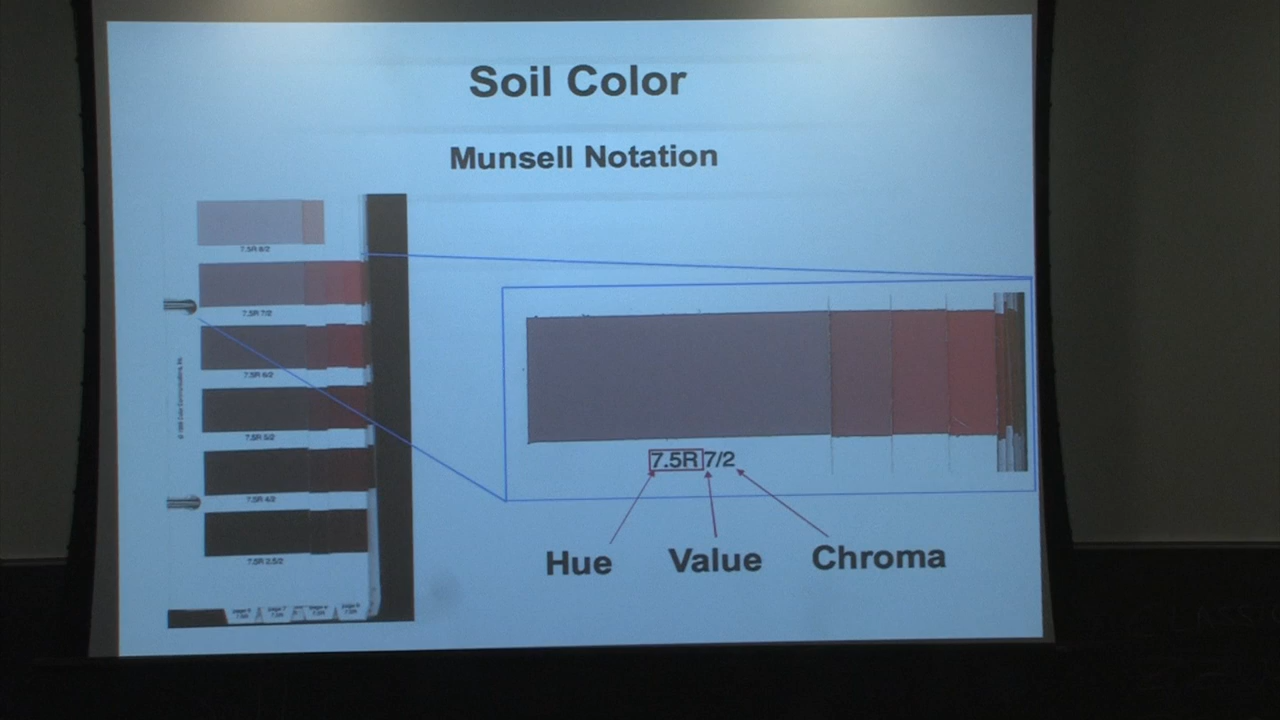 Soil Color
Munsell Notation
7.5R 8/2
7.5R 7/2
7.5R 6/2
7.5R 5/2
7.5R 4/2
7.5R 2.5/2
7.5R 7/2
Hue Value Chroma